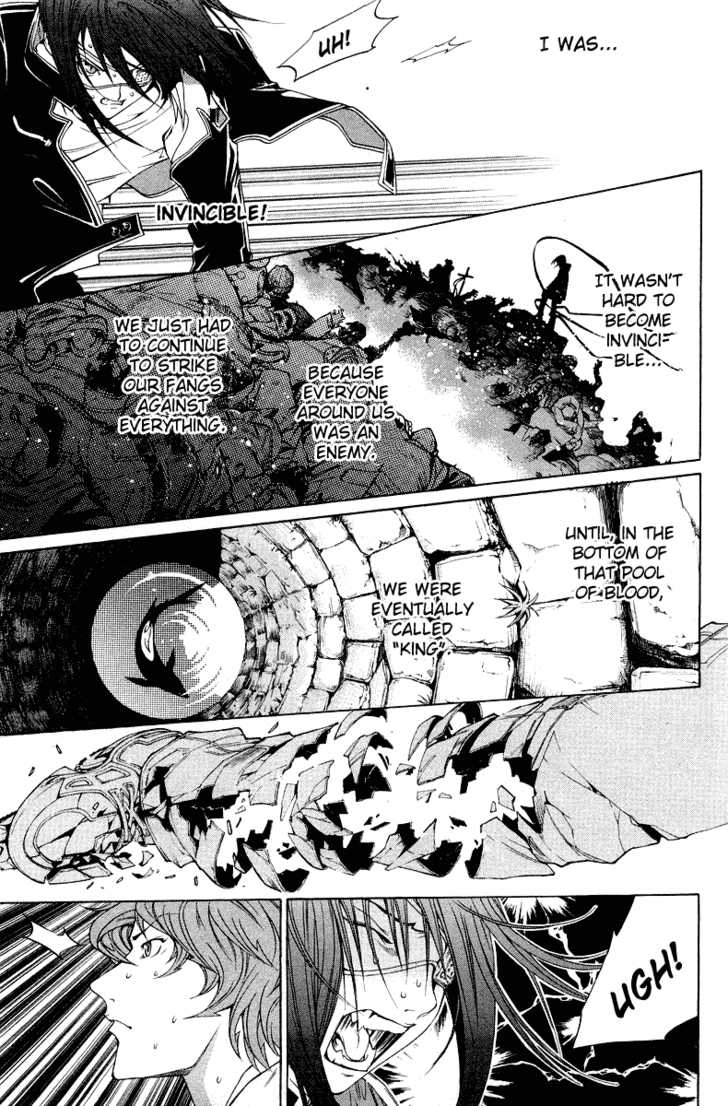 I WAS...
UH!
INVINCIBLE!
IT WASN'T
HARD TO
BECOME
INVINCI-
BLE...
BECAUSE
EVERYONE
AROUND US
WAS AN
ENEMY.
WE JUST HAD
TO CONTINUE
TO STRIKE
OUR FANGS
AGAINST
EVERYTHING.
UNTIL, IN THE
BOTTOM OF
THAT POOL
OF BLOOD,
WE WERE
EVENTUALLY
CALLED
"KING".
UGH!